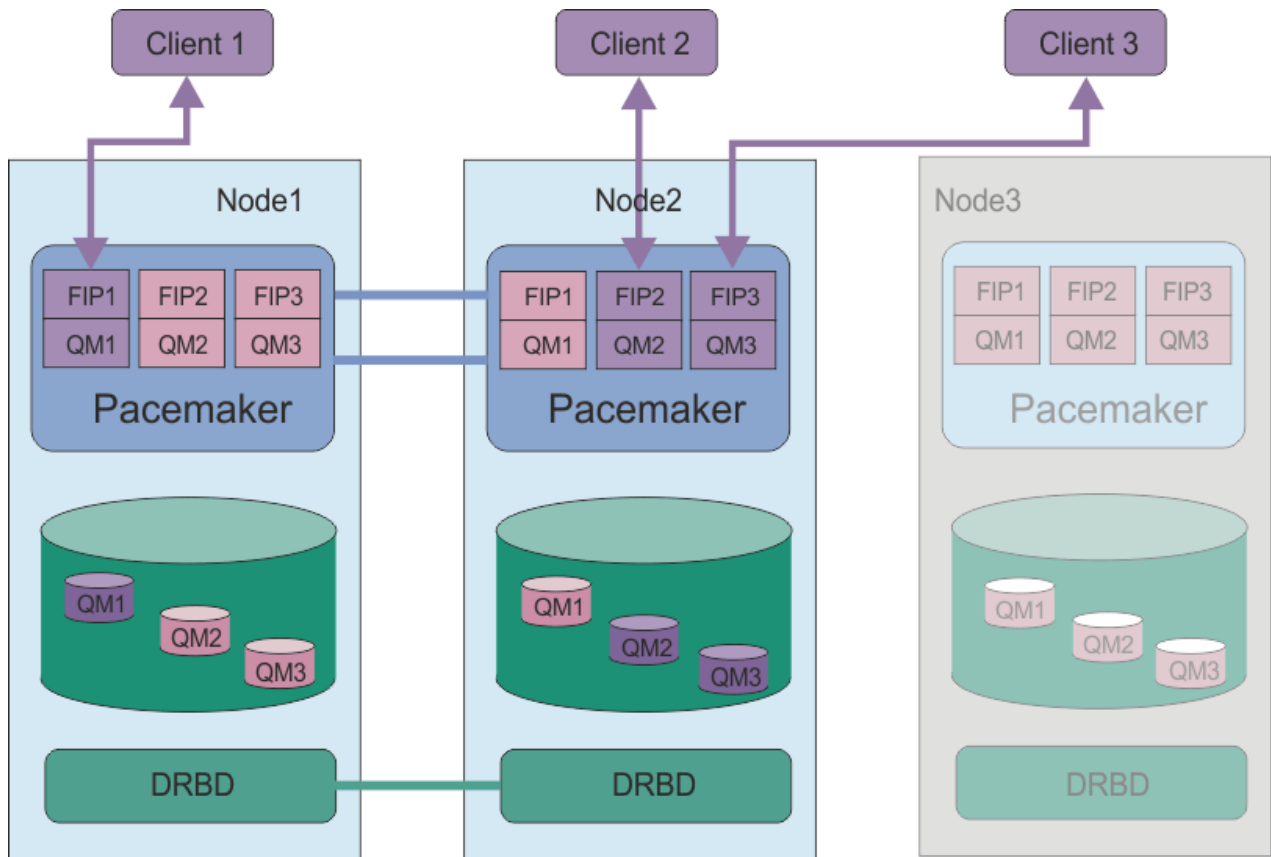 Client 1
Client 2
Client 3
Node1
Node2
Node3
FIP1 FIP2 FIP3
QM1 QM2 QM3
Pacemaker
FIP1 FIP2 FIP3
QM1 QM2 QM3
Pacemaker
FIP1 FIP2 FIP3
QM1 QM2 QM3
Pacemaker
QM1
QM2
QM3
QM1
QM2
QM3
QM1
QM2
QM3
DRBD
DRBD
DRBD